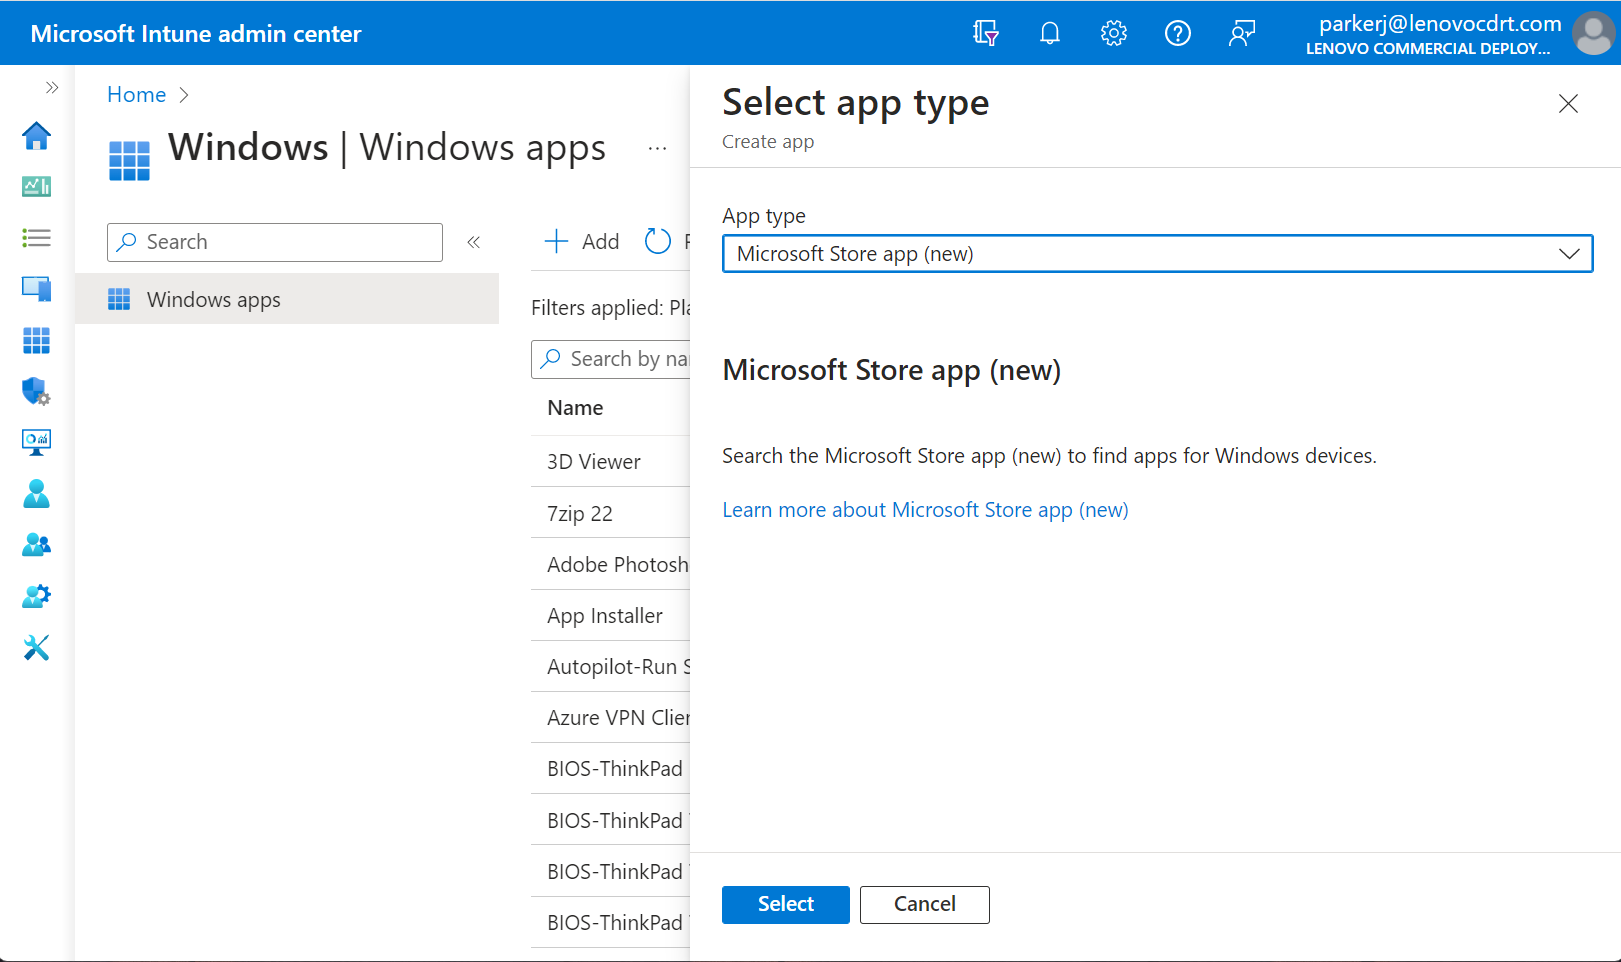 Microsoft Intune admin center
parkerj@lenovocdrt.com
LENOVO COMMERCIAL DEPLOY...
Home
Windows | Windows apps
...
Search
Windows apps
Add
Filters applied:
Search by
Name
3D Viewer
7zip 22
Adobe Photosh
App Installer
Autopilot-Run S
Azure VPN Clien
BIOS-ThinkPad
BIOS-ThinkPad
BIOS-ThinkPad
BIOS-ThinkPad
Select app type
Create app
App type
Microsoft Store app (new)
Microsoft Store app (new)
Search the Microsoft Store app (new) to find apps for Windows devices.
Learn more about Microsoft Store app (new)
Select
Cancel